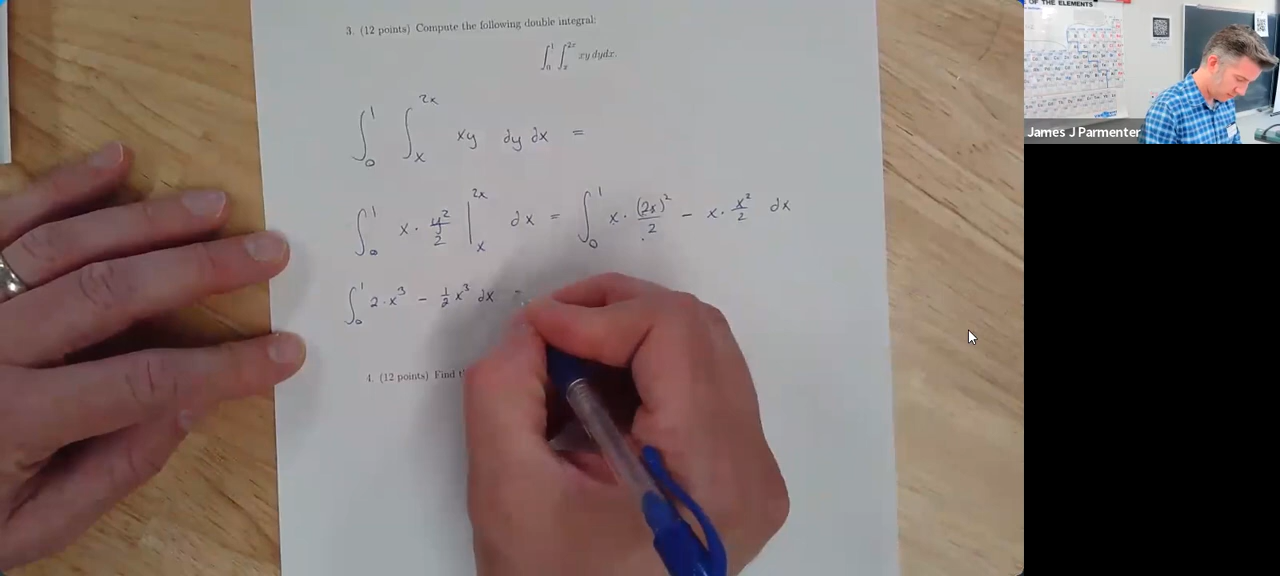 3. (12 points) Compute the following double integral:
∫₀¹ ∫ₓ²ˣ xy dydx.
∫₀¹ ∫ₓ²ˣ xy dy dx =
∫₀¹ x · y²/2 |ₓ²ˣ dx = ∫₀¹ x · (2x)²/2 − x · x²/2 dx
∫₀¹ 2·x³ − ½x³ dx =
4. (12 points) Find
OF THE ELEMENTS
James J Parmenter